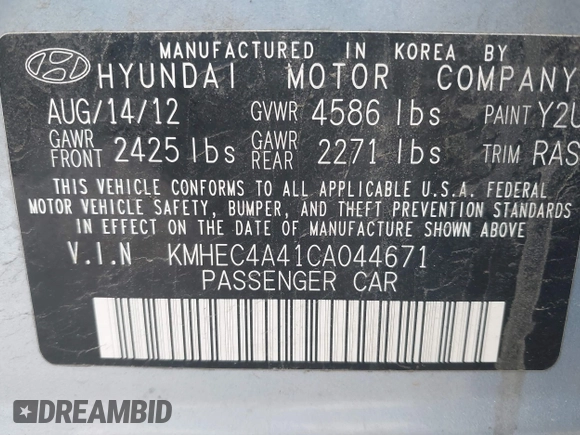 MANUFACTURED IN KOREA BY
HYUNDAI MOTOR COMPANY
AUG/14/12 GVWR 4586 lbs PAINT Y2U
GAWR FRONT 2425 lbs GAWR REAR 2271 lbs TRIM RAS
THIS VEHICLE CONFORMS TO ALL APPLICABLE U.S.A. FEDERAL
MOTOR VEHICLE SAFETY, BUMPER, AND THEFT PREVENTION STANDARDS
IN EFFECT ON THE DATE OF MANUFACTURE SHOWN ABOVE.
V.I.N KMHEC4A41CA044671
PASSENGER CAR
DREAMBID